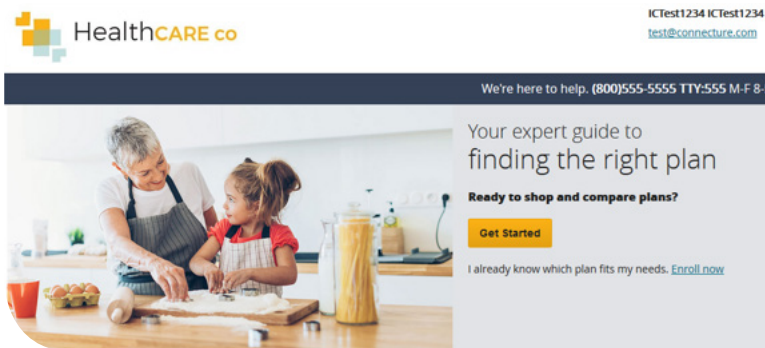 HealthCARE co
ICTest1234 ICTest1234
test@connecture.com
We're here to help. (800)555-5555 TTY:555 M-F 8-
Your expert guide to
finding the right plan
Ready to shop and compare plans?
Get Started
I already know which plan fits my needs. Enroll now